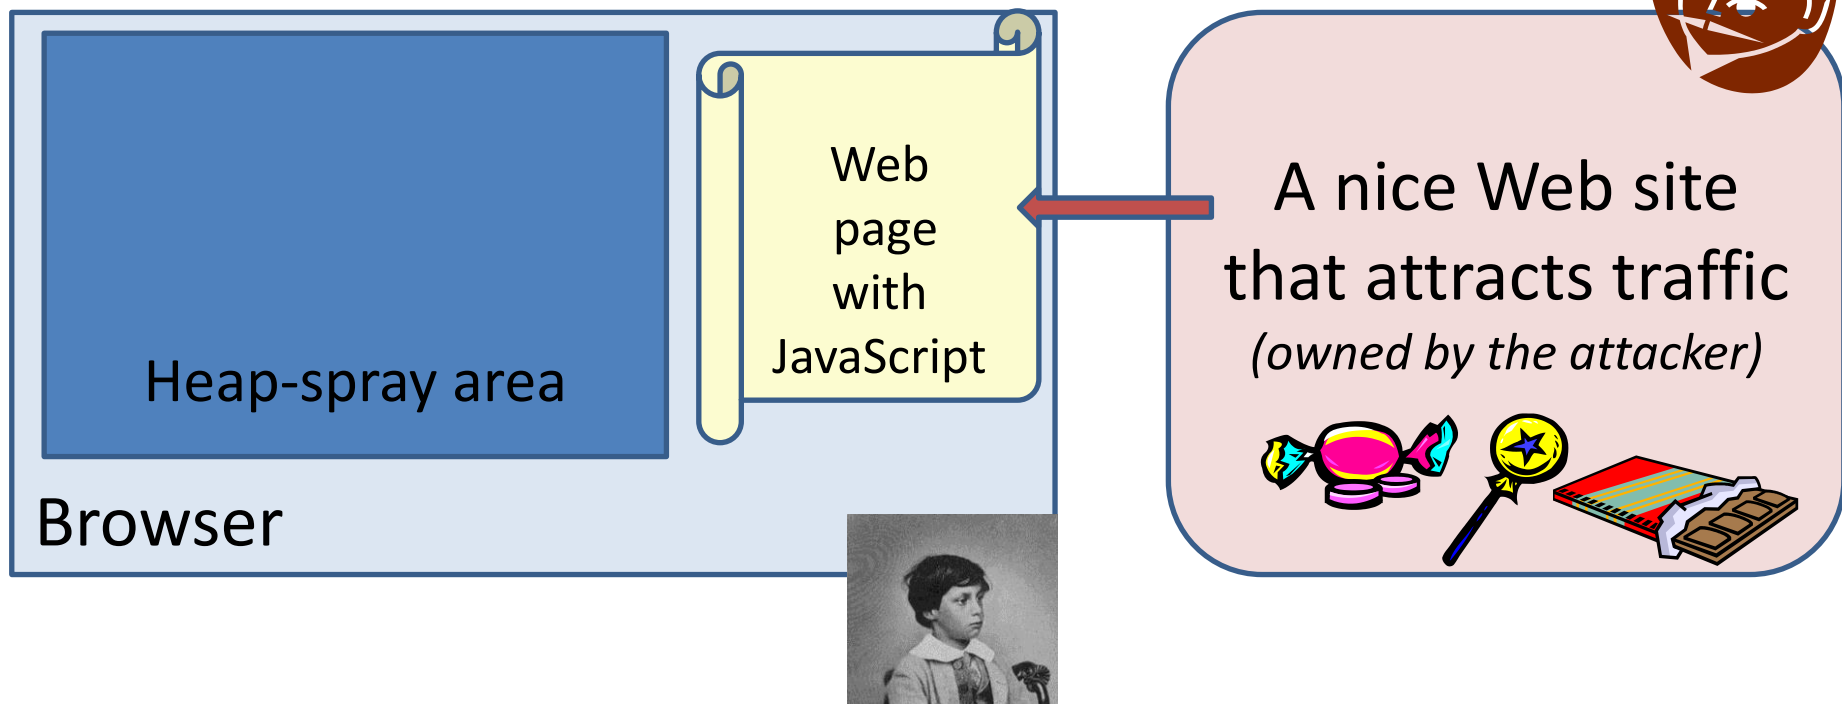 Heap-spray area
Browser
Web
page
with
JavaScript
A nice Web site
that attracts traffic
(owned by the attacker)